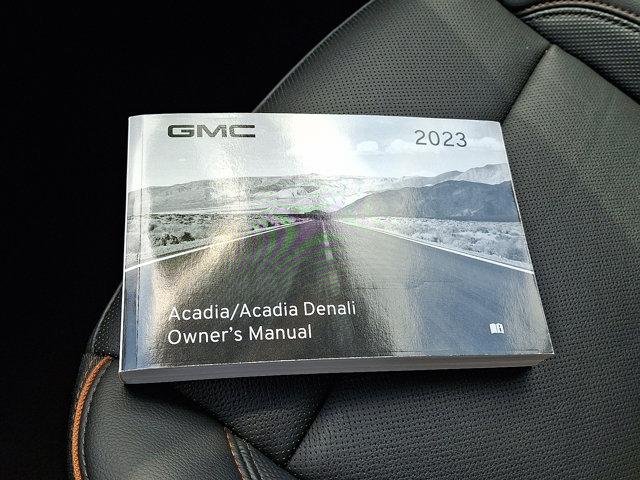 GMC
2023
Acadia/Acadia Denali
Owner's Manual